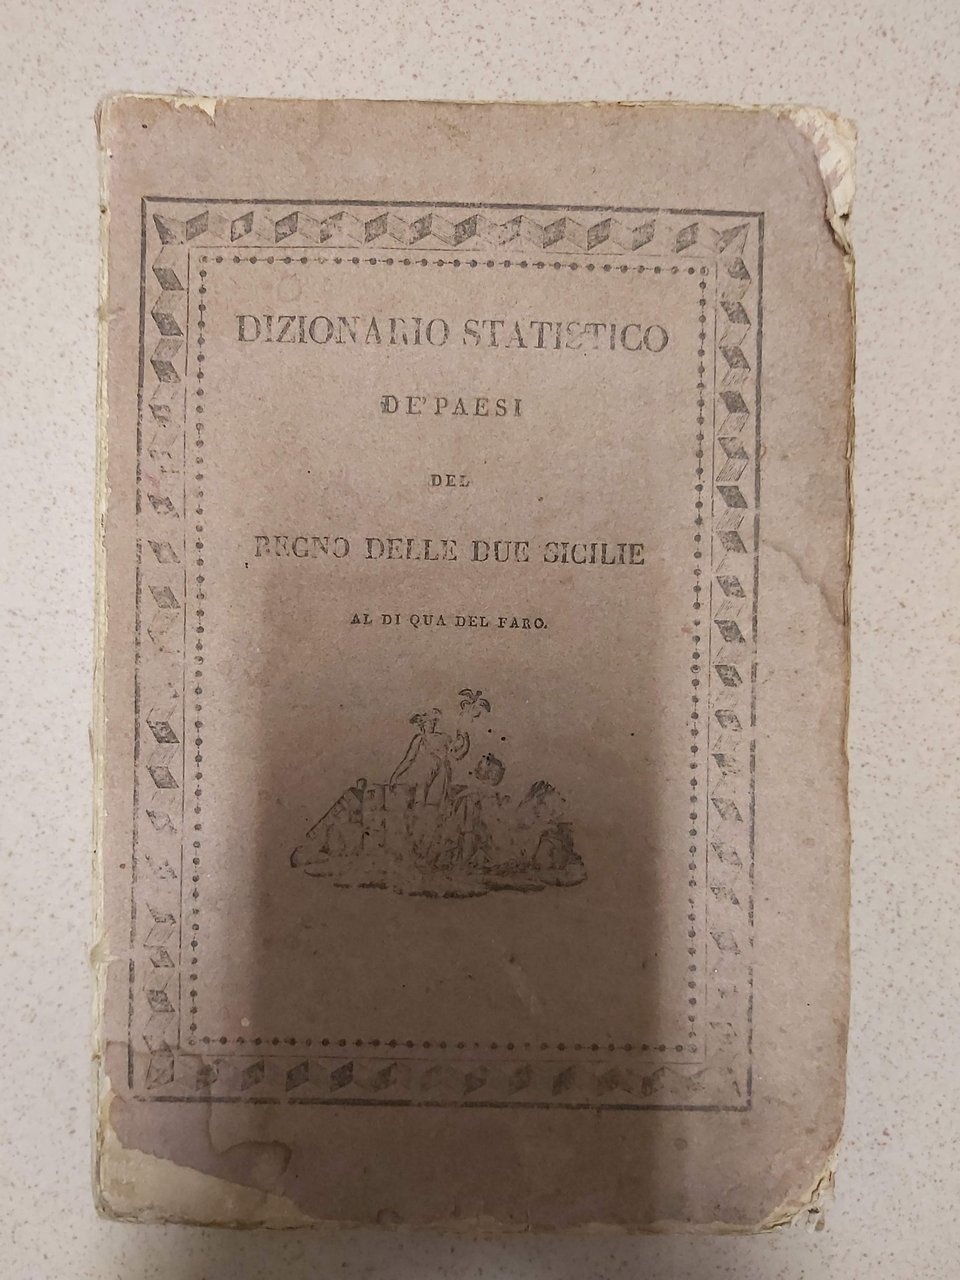 DIZIONARIO STATISTICO
DE' PAESI
DEL
REGNO DELLE DUE SICILIE
AL DI QUA DEL FARO.